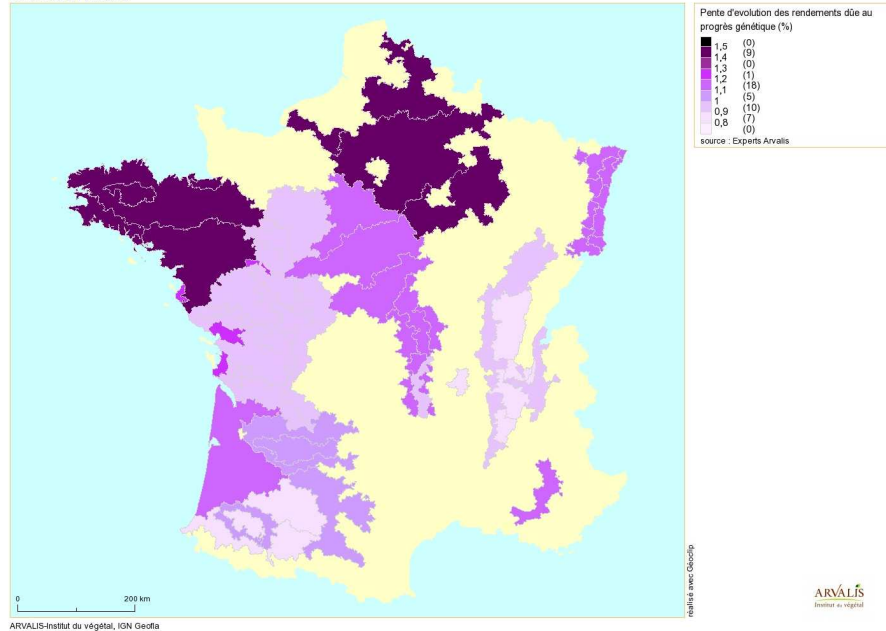 Pente d'evolution des rendements dûe au
progrès génétique (%)
1,5 (0)
1,4 (9)
1,3 (0)
1,2 (1)
1,1 (18)
1 (5)
0,9 (10)
0,8 (7)
(0)
source : Experts Arvalis
réalisé avec Géoclip
0 200 km
ARVALIS
Institut du végétal
ARVALIS-Institut du végétal, IGN Geofla